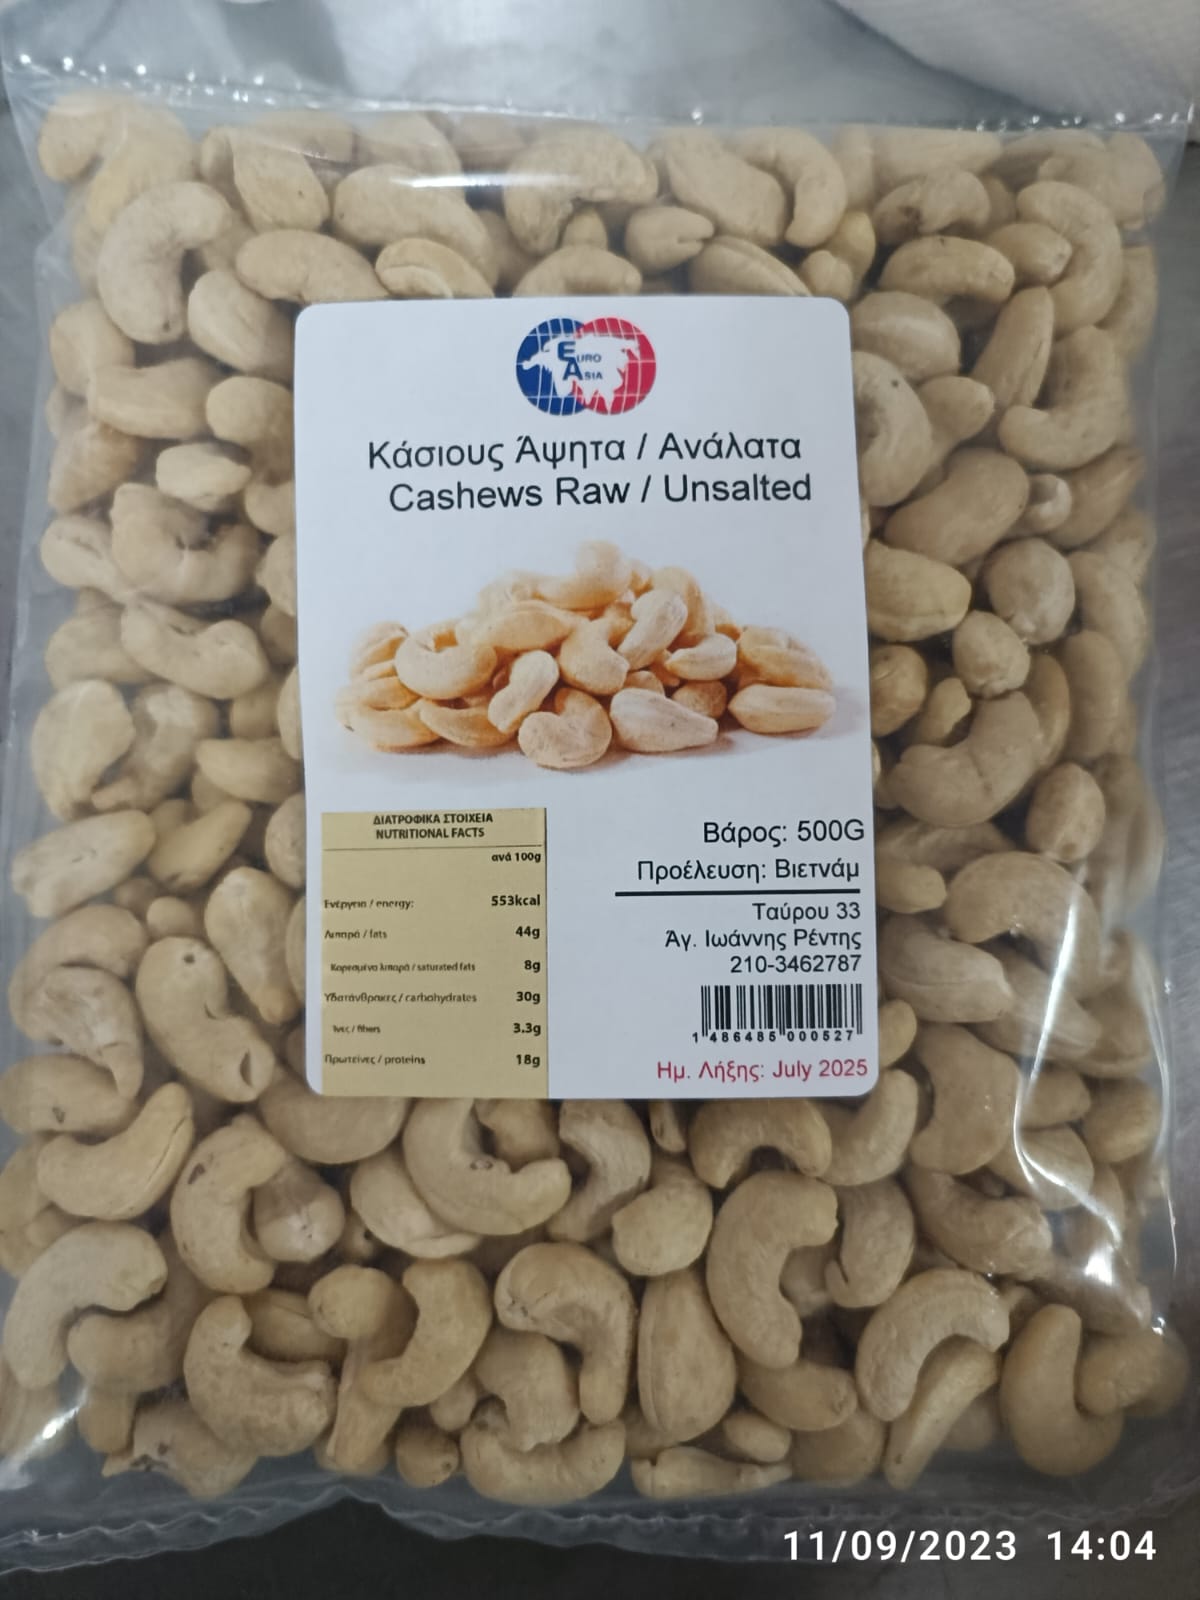 EURO
ASIA
Κάσιους Άψητα / Ανάλατα
Cashews Raw / Unsalted
ΔΙΑΤΡΟΦΙΚΑ ΣΤΟΙΧΕΙΑ
NUTRITIONAL FACTS
ανά 100g
Ενέργεια / energy: 553kcal
Λιπαρά / fats 44g
Κορεσμένα λιπαρά / saturated fats 8g
Υδατάνθρακες / carbohydrates 30g
Ίνες / fibers 3.3g
Πρωτείνες / proteins 18g
Βάρος: 500G
Προέλευση: Βιετνάμ
Ταύρου 33
Άγ. Ιωάννης Ρέντης
210-3462787
1 486485 000527
Ημ. Λήξης: July 2025
11/09/2023 14:04